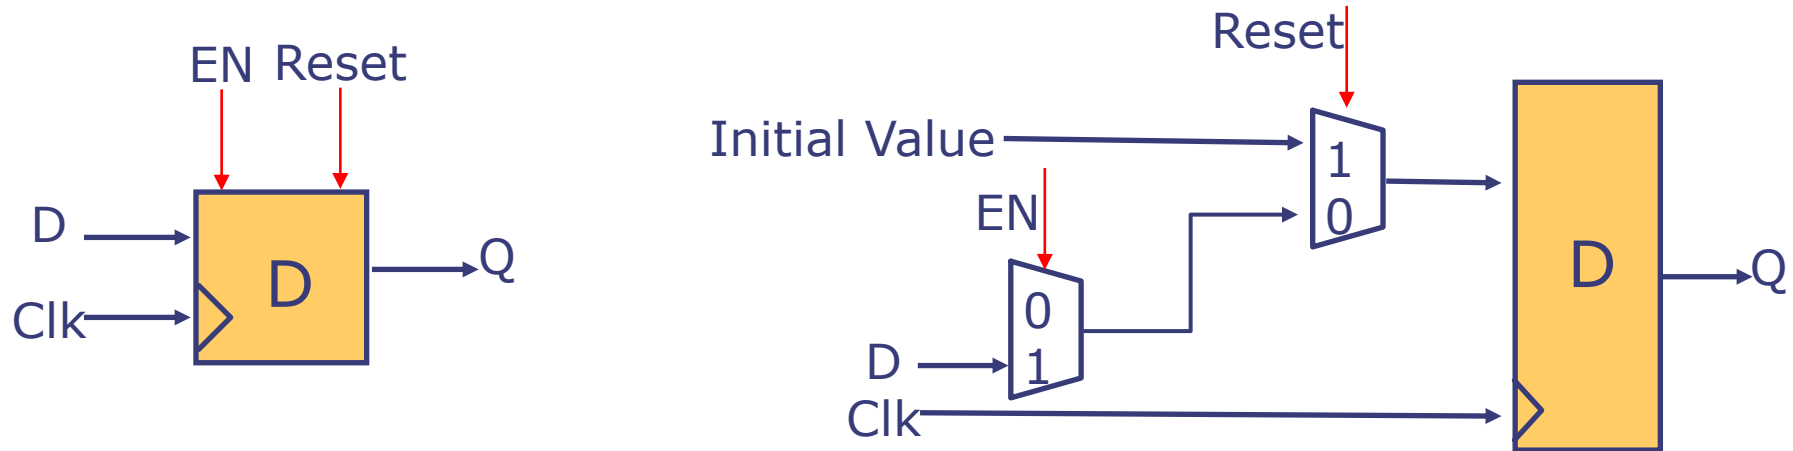 EN Reset
D
D
Q
Clk
Reset
Initial Value
1
0
EN
0
1
D
Clk
D
Q